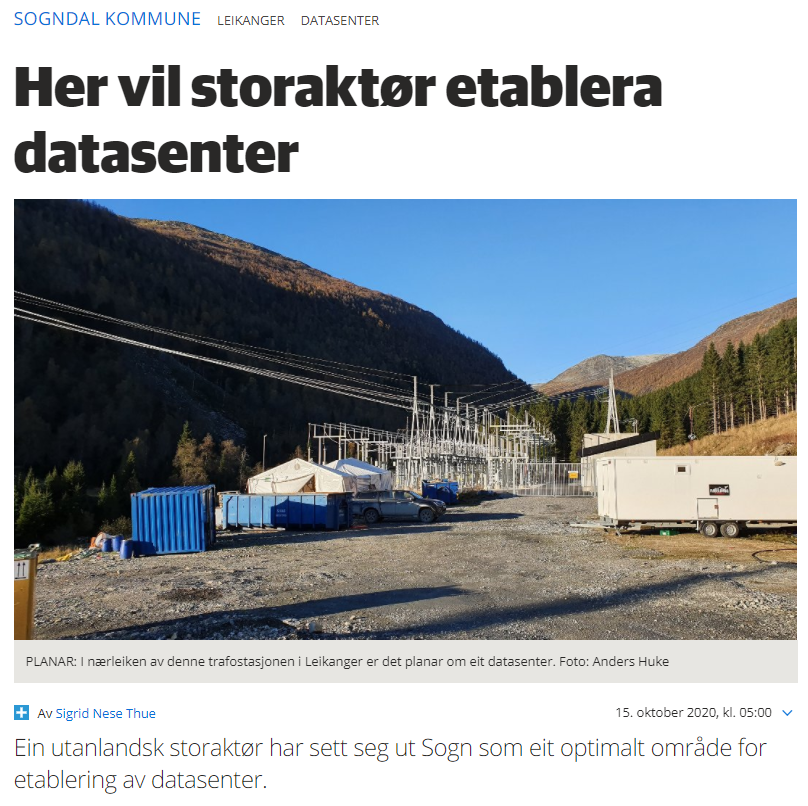 SOGNDAL KOMMUNE LEIKANGER DATASENTER
Her vil storaktør etablera
datasenter
PLANAR: I nærleiken av denne trafostasjonen i Leikanger er det planar om eit datasenter. Foto: Anders Huke
Av Sigrid Nese Thue 15. oktober 2020, kl. 05:00
Ein utanlandsk storaktør har sett seg ut Sogn som eit optimalt område for
etablering av datasenter.